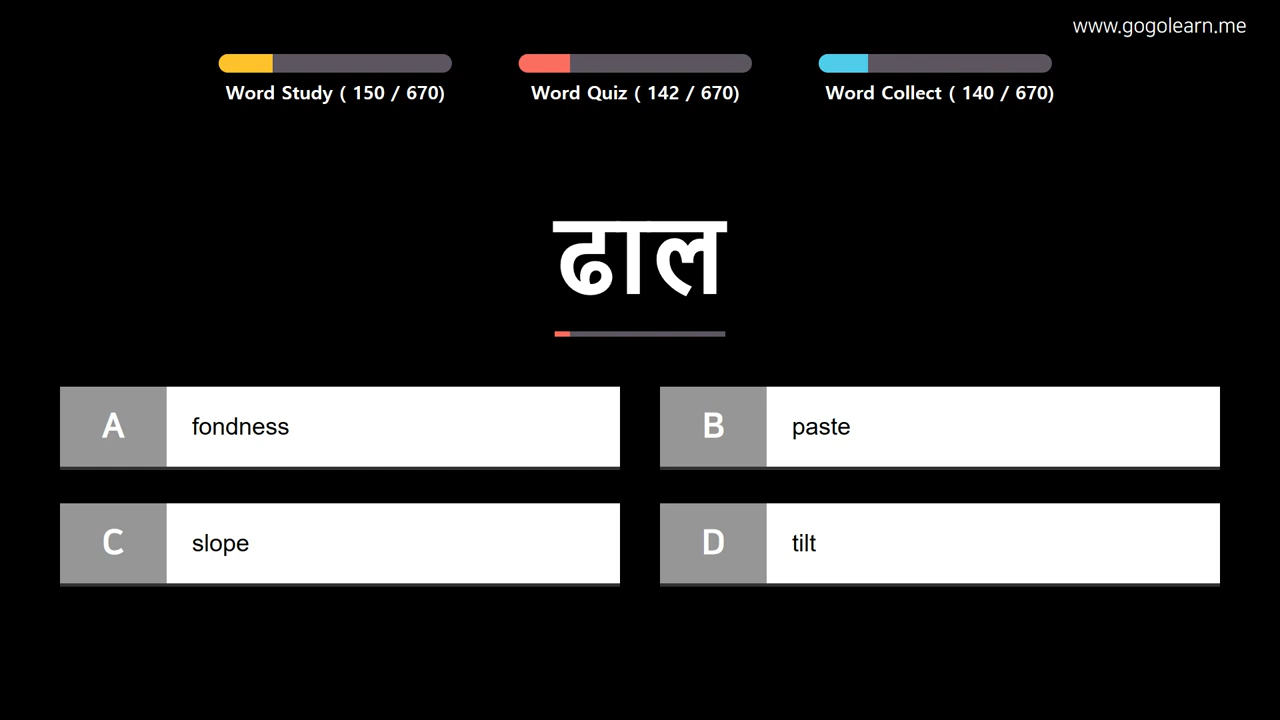 www.gogolearn.me
Word Study ( 150 / 670)
Word Quiz ( 142 / 670)
Word Collect ( 140 / 670)
ढाल
A fondness
B paste
C slope
D tilt